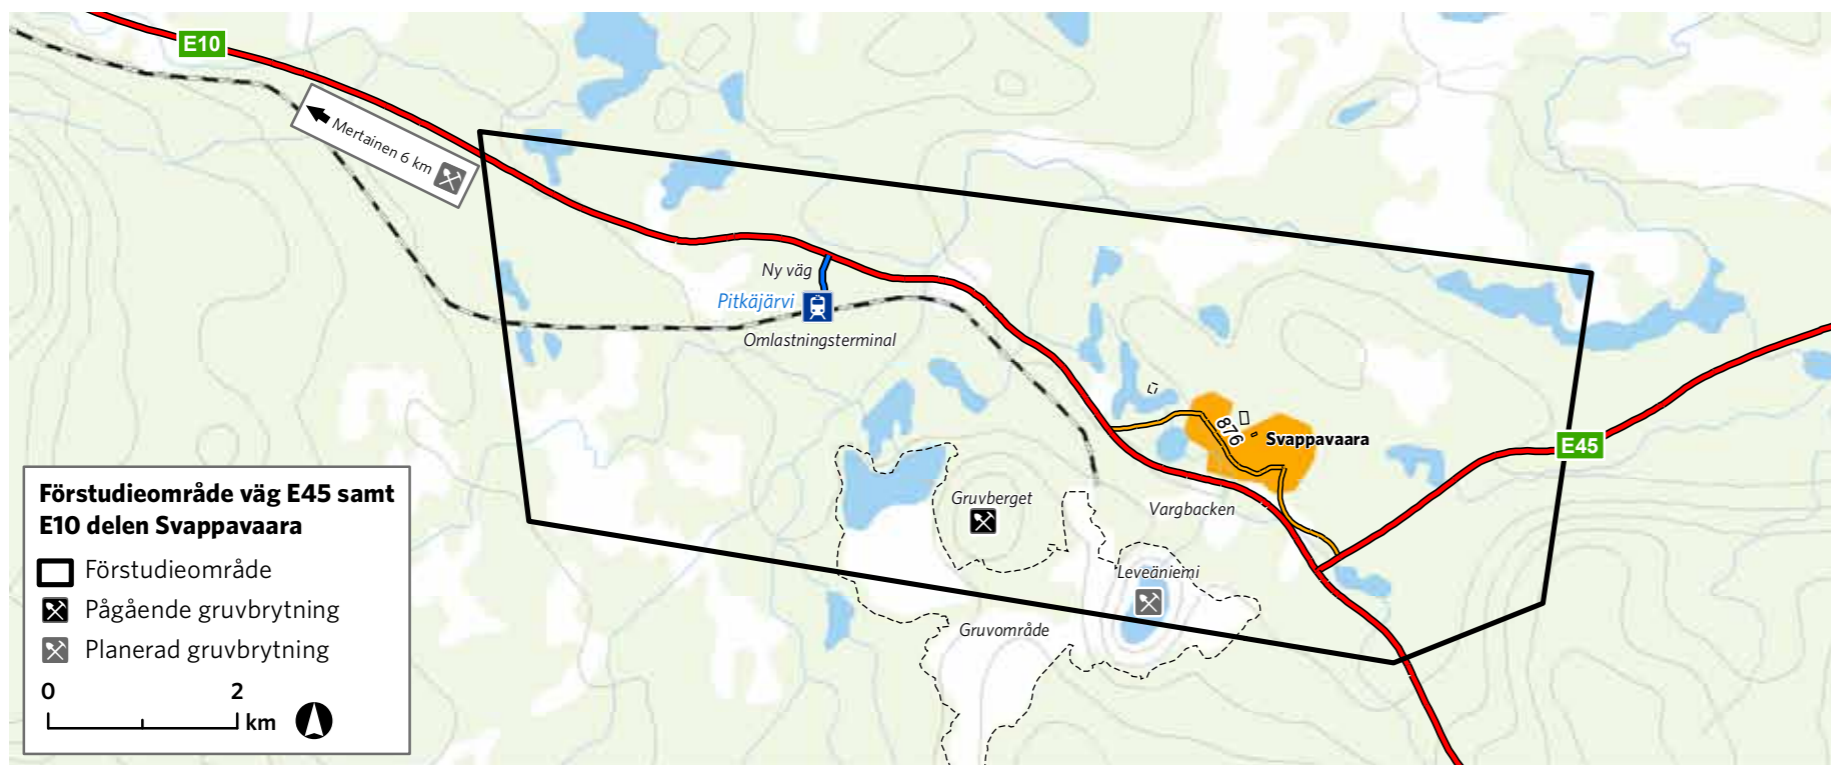 E10
Mertainen 6 km
Ny väg
Pitkäjärvi
Omlastningsterminal
876
Svappavaara
E45
Gruvberget
Vargbacken
Leveäniemi
Gruvområde
Förstudieområde väg E45 samt
E10 delen Svappavaara
Förstudieområde
Pågående gruvbrytning
Planerad gruvbrytning
0 2
km